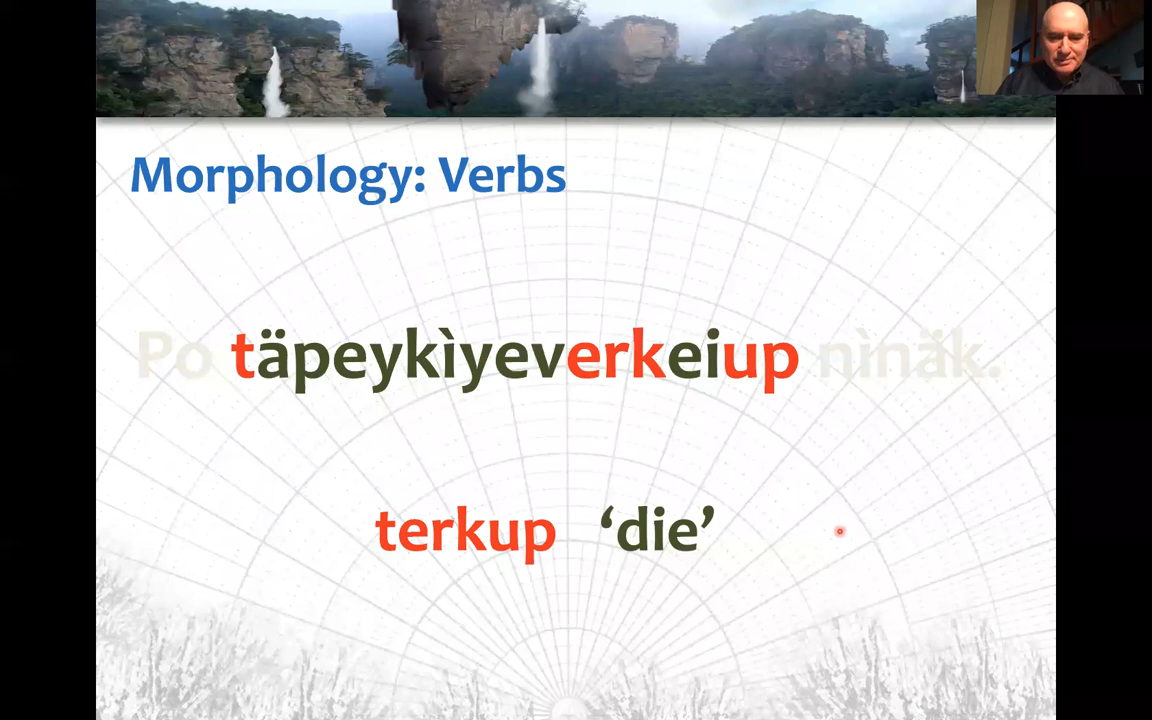 Morphology: Verbs
Po täpeykìyeverkeiup nìnäk.
terkup ‘die’